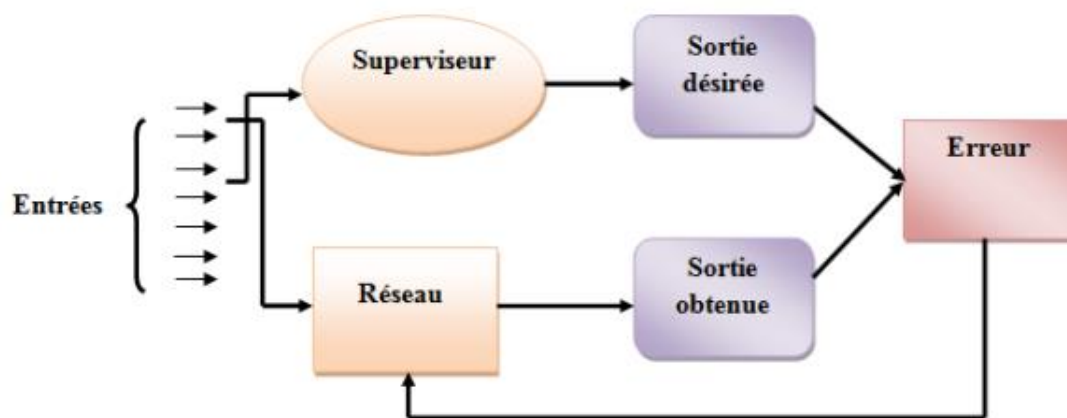 Entrées
Superviseur
Sortie
désirée
Erreur
Réseau
Sortie
obtenue